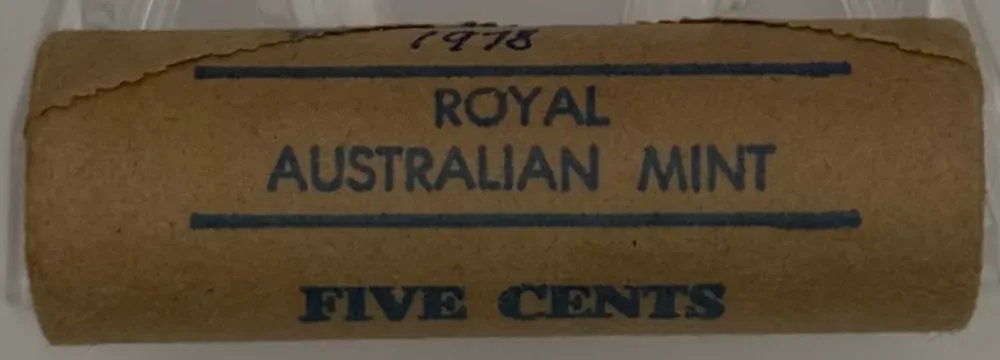 1978
ROYAL
AUSTRALIAN MINT
FIVE CENTS